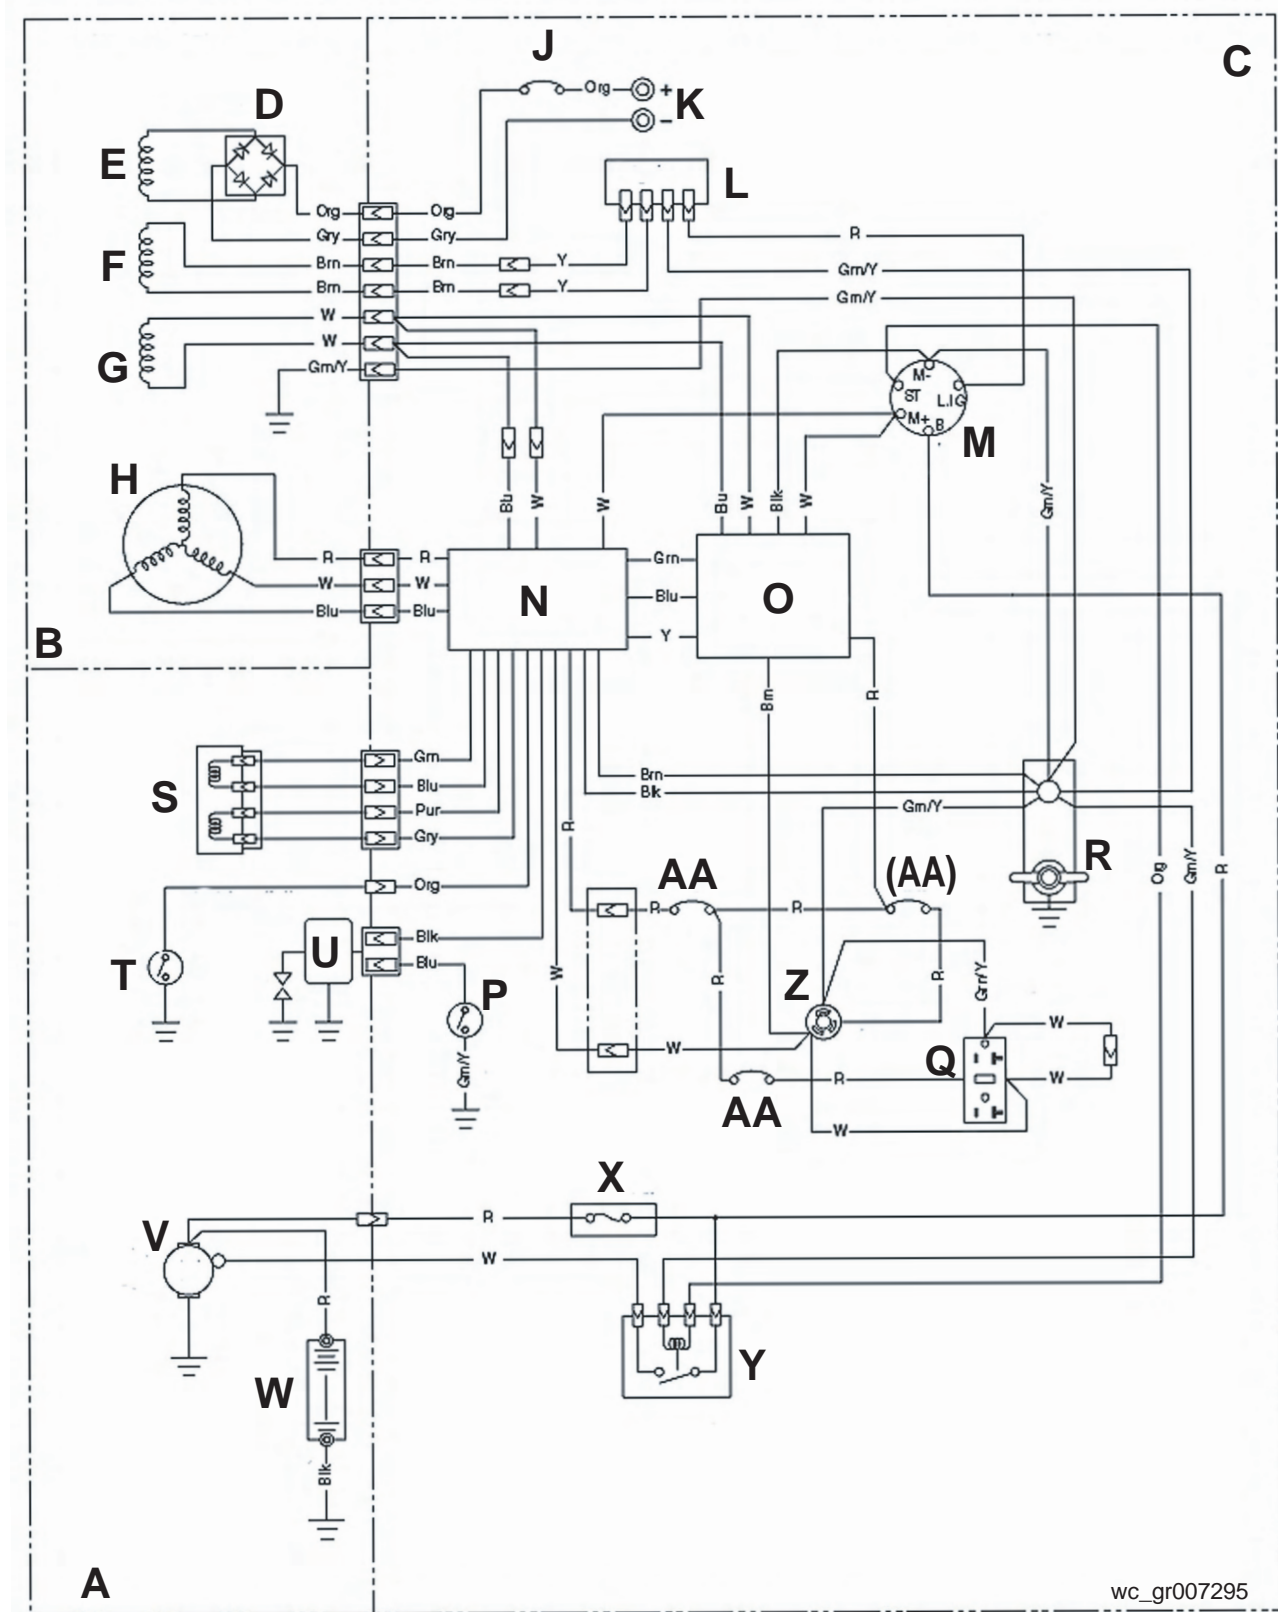 J
C
D
Org
+
K
–
E
L
Org
Org
R
Gry
Gry
F
Brn
Brn
Y
Grn/Y
Brn
Brn
Y
Grn/Y
W
W
G
Grn/Y
M-
ST
L.IG
M+
B
M
H
Blu
W
W
Bu
W
Blk
W
Grn/Y
R
R
Grn
W
W
N
Blu
O
Blu
Blu
Y
B
Brn
R
Grn
S
Blu
Brn
Blk
Pur
Grn/Y
Gry
R
R
Org
Grn/Y
R
AA
(AA)
Org
R
R
Blk
U
Blu
T
P
W
R
R
Grn/Y
Z
W
W
Q
Grn/Y
R
W
AA
W
X
R
V
W
R
Y
W
Blk
A
wc_gr007295